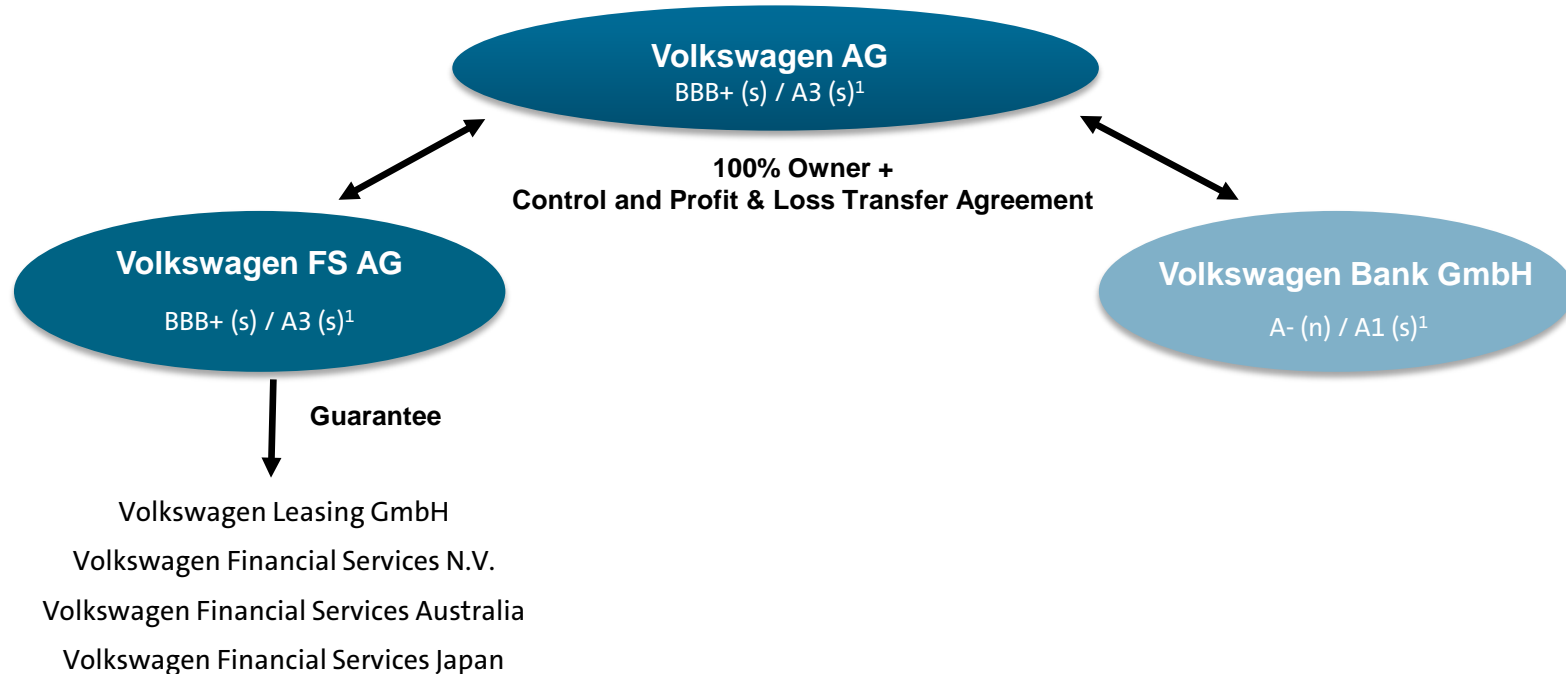 Volkswagen AG
BBB+ (s) / A3 (s)¹
100% Owner +
Control and Profit & Loss Transfer Agreement
Volkswagen FS AG
BBB+ (s) / A3 (s)¹
Volkswagen Bank GmbH
A- (n) / A1 (s)¹
Guarantee
Volkswagen Leasing GmbH
Volkswagen Financial Services N.V.
Volkswagen Financial Services Australia
Volkswagen Financial Services Japan